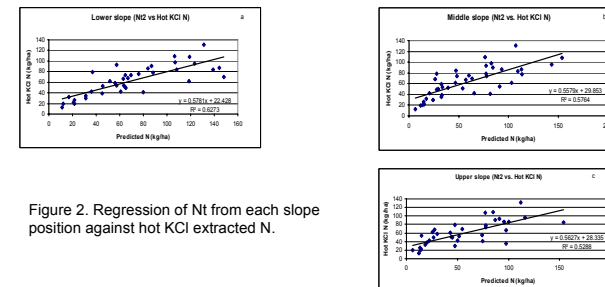 Lower slope (Nt2 vs Hot KCl N)
a
Hot KCl N (kg/ha)
140
120
100
80
60
40
20
0
y = 0.5781x + 22.428
R² = 0.6273
0 20 40 60 80 100 120 140 160
Predicted N (kg/ha)
Middle slope (Nt2 vs. Hot KCl N)
Hot KCl N (kg/ha)
140
120
100
80
60
40
20
0
y = 0.5579x + 29.853
R² = 0.5764
0 50 100 150
Predicted N (kg/ha)
Figure 2. Regression of Nt from each slope
position against hot KCl extracted N.
Upper slope (Nt2 vs. Hot KCl N)
c
Hot KCl N (kg/ha)
140
120
100
80
60
40
20
0
y = 0.5627x + 28.335
R² = 0.5288
0 50 100 150
Predicted N (kg/ha)